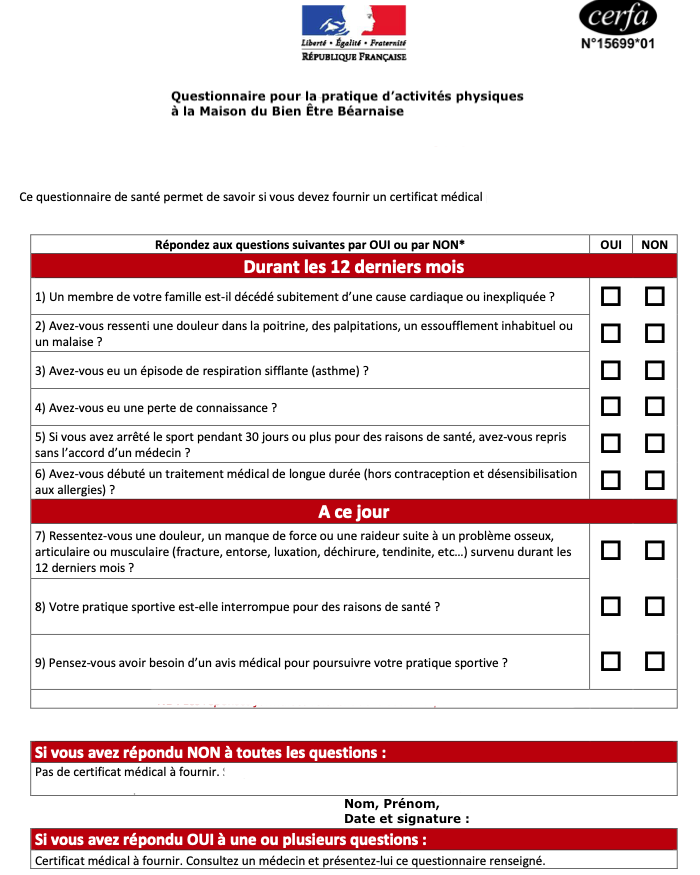 Liberté • Égalité • Fraternité
RÉPUBLIQUE FRANÇAISE
cerfa
N°15699*01
Questionnaire pour la pratique d'activités physiques
à la Maison du Bien Être Béarnaise
Ce questionnaire de santé permet de savoir si vous devez fournir un certificat médical
Répondez aux questions suivantes par OUI ou par NON* OUI NON
Durant les 12 derniers mois
1) Un membre de votre famille est-il décédé subitement d'une cause cardiaque ou inexpliquée ?
2) Avez-vous ressenti une douleur dans la poitrine, des palpitations, un essoufflement inhabituel ou
un malaise ?
3) Avez-vous eu un épisode de respiration sifflante (asthme) ?
4) Avez-vous eu une perte de connaissance ?
5) Si vous avez arrêté le sport pendant 30 jours ou plus pour des raisons de santé, avez-vous repris
sans l'accord d'un médecin ?
6) Avez-vous débuté un traitement médical de longue durée (hors contraception et désensibilisation
aux allergies) ?
A ce jour
7) Ressentez-vous une douleur, un manque de force ou une raideur suite à un problème osseux,
articulaire ou musculaire (fracture, entorse, luxation, déchirure, tendinite, etc...) survenu durant les
12 derniers mois ?
8) Votre pratique sportive est-elle interrompue pour des raisons de santé ?
9) Pensez-vous avoir besoin d'un avis médical pour poursuivre votre pratique sportive ?
Si vous avez répondu NON à toutes les questions :
Pas de certificat médical à fournir.
Nom, Prénom,
Date et signature :
Si vous avez répondu OUI à une ou plusieurs questions :
Certificat médical à fournir. Consultez un médecin et présentez-lui ce questionnaire renseigné.